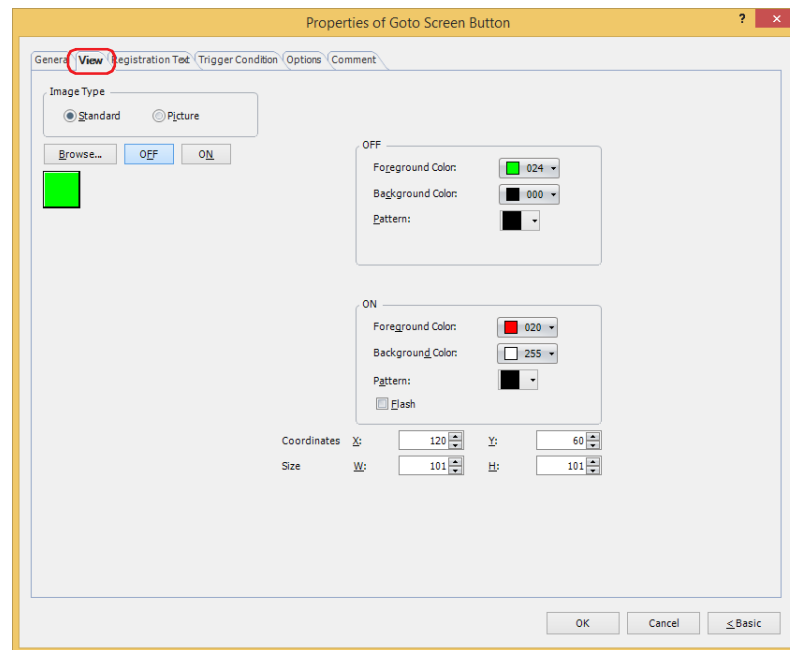 Properties of Goto Screen Button
?
General View Registration Text Trigger Condition Options Comment
Image Type
Standard Picture
Browse... OFF ON
OFF
Foreground Color: 024
Background Color: 000
Pattern:
ON
Foreground Color: 020
Background Color: 255
Pattern:
Flash
Coordinates X: 120 Y: 60
Size W: 101 H: 101
OK Cancel < Basic